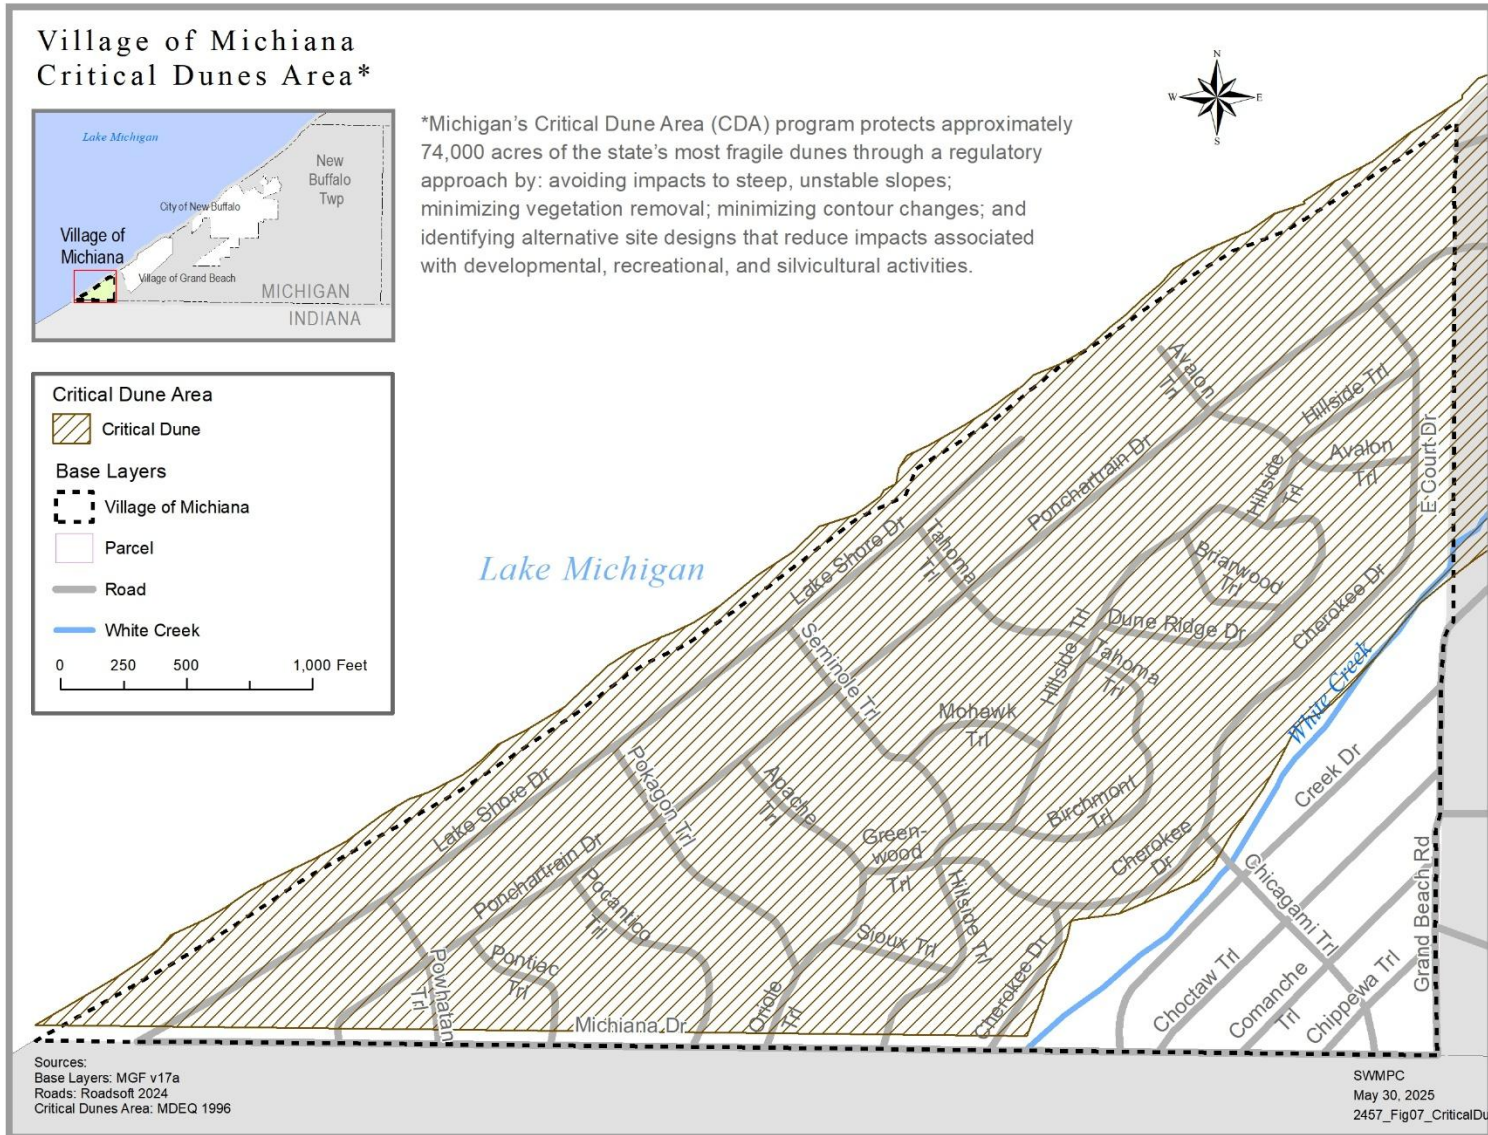 Village of Michiana
Critical Dunes Area*
Lake Michigan
New
Buffalo
Twp
City of New Buffalo
Village of
Michiana
Village of Grand Beach
MICHIGAN
INDIANA
*Michigan's Critical Dune Area (CDA) program protects approximately
74,000 acres of the state's most fragile dunes through a regulatory
approach by: avoiding impacts to steep, unstable slopes;
minimizing vegetation removal; minimizing contour changes; and
identifying alternative site designs that reduce impacts associated
with developmental, recreational, and silvicultural activities.
N
W
E
S
Critical Dune Area
Critical Dune
Base Layers
Village of Michiana
Parcel
Road
White Creek
0 250 500 1,000 Feet
Lake Michigan
Avalon
Trl
Hillside Trl
Avalon
Trl
E Court Dr
Ponchartrain Dr
Hillside
Trl
Lake Shore Dr
Tahoma
Trl
Briarwood
Trl
Cherokee Dr
Dune Ridge Dr
Seminole Trl
Hillside Trl
Tahoma
Trl
White Creek
Mohawk
Trl
Pokagon Trl
Apache
Trl
Lake Shore Dr
Birchmont
Trl
Creek Dr
Green-
wood
Trl
Cherokee
Dr
Ponchartrain Dr
Pocantico
Trl
Hillside Trl
Chicagami Trl
Grand Beach Rd
Sioux Trl
Pontiac
Trl
Powhatan
Trl
Oriole
Trl
Cherokee Dr
Choctaw Trl
Comanche
Trl
Chippewa Trl
Michiana Dr
Sources:
Base Layers: MGF v17a
Roads: Roadsoft 2024
Critical Dunes Area: MDEQ 1996
SWMPC
May 30, 2025
2457_Fig07_CriticalDu